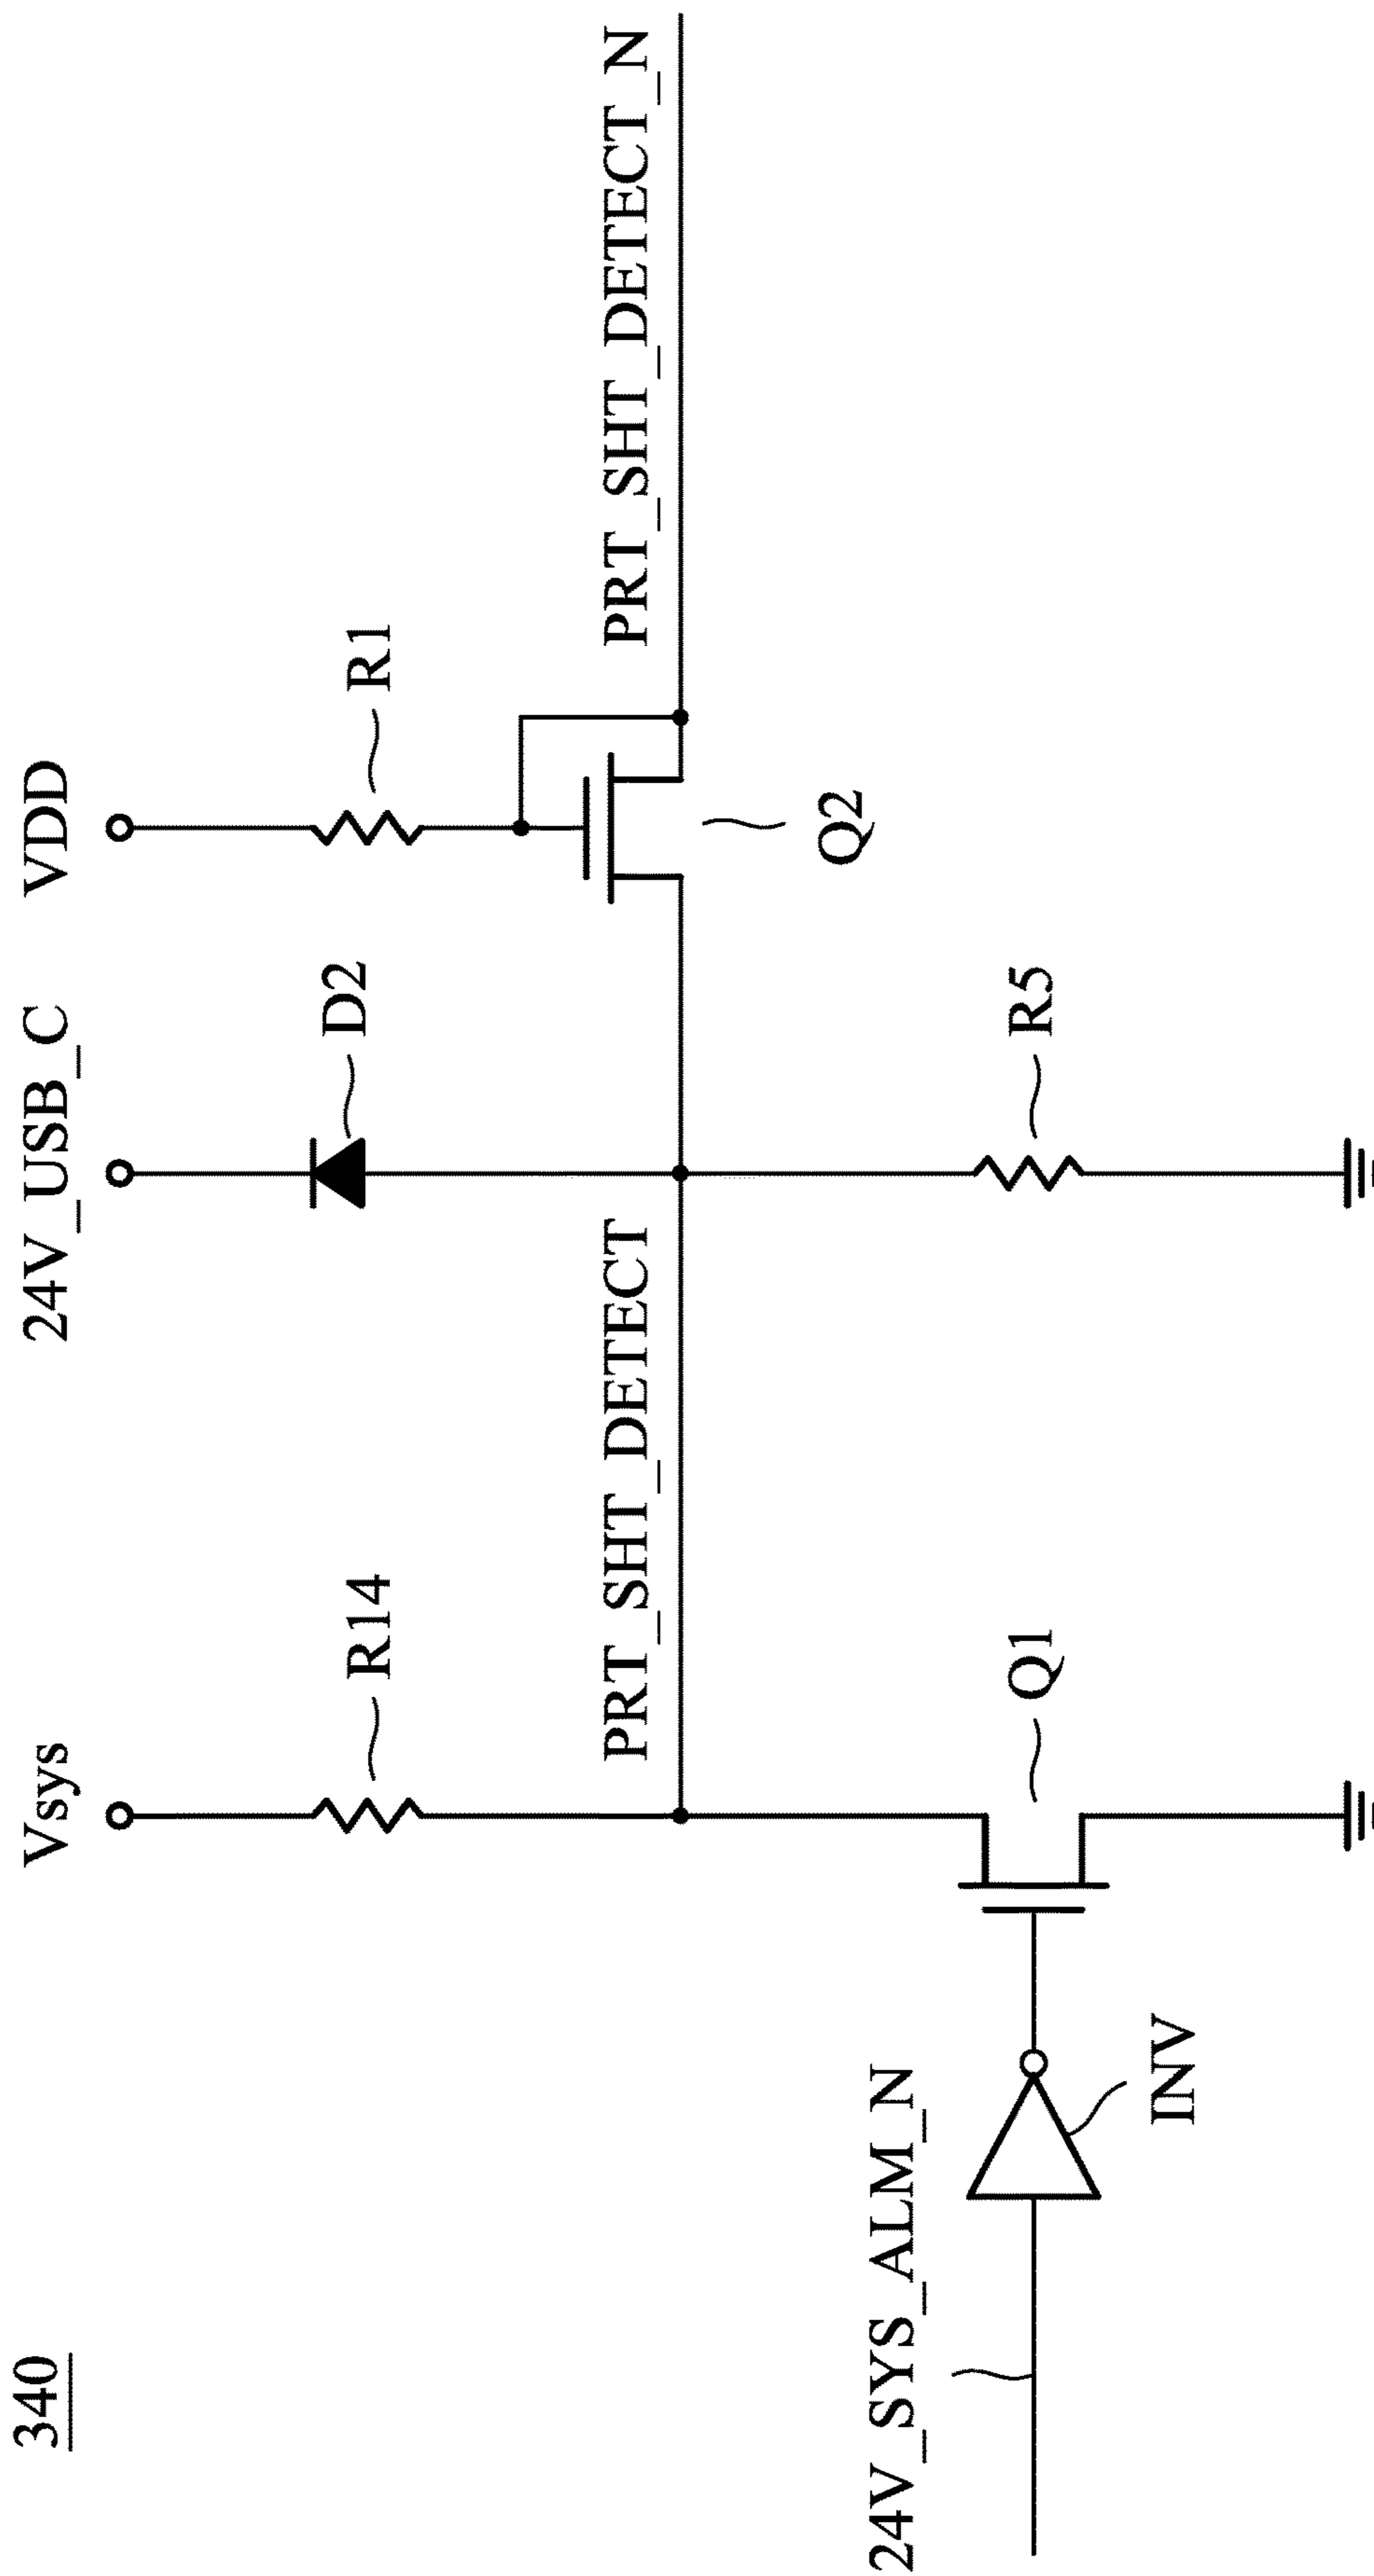 340
Vsys
24V_USB_C
VDD
R14
D2
R1
PRT_SHT_DETECT
PRT_SHT_DETECT_N
Q2
24V_SYS_ALM_N
Q1
R5
INV